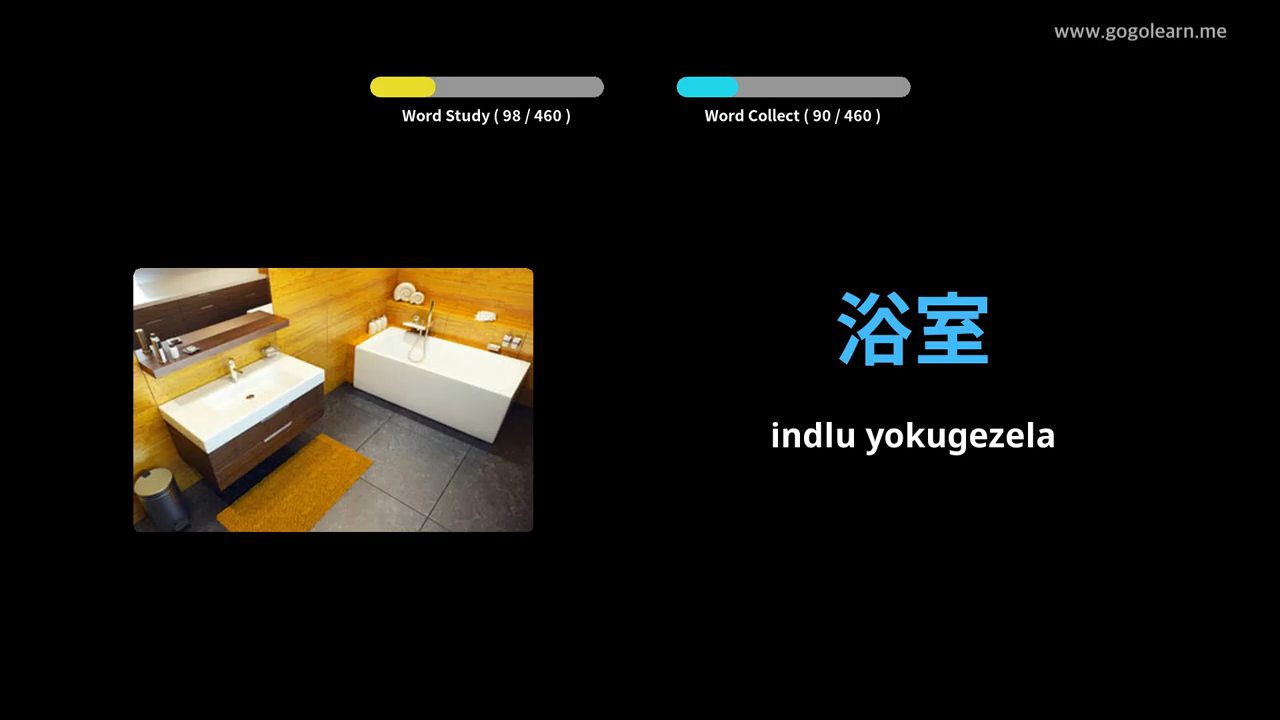 www.gogolearn.me
Word Study ( 98 / 460 )
Word Collect ( 90 / 460 )
浴室
indlu yokugezela